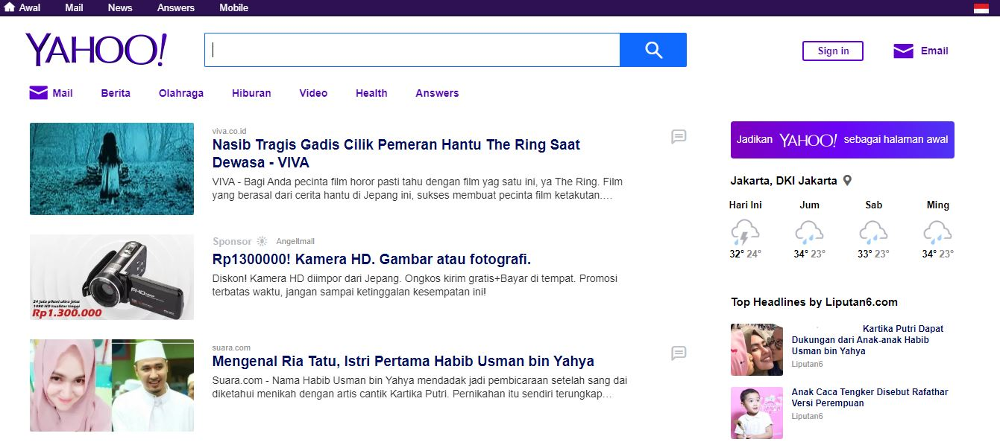 Awal Mail News Answers Mobile
YAHOO!
Sign in
Email
Mail Berita Olahraga Hiburan Video Health Answers
viva.co.id
Nasib Tragis Gadis Cilik Pemeran Hantu The Ring Saat
Dewasa - VIVA
VIVA - Bagi Anda pecinta film horor pasti tahu dengan film yag satu ini, ya The Ring. Film
yang berasal dari cerita hantu di Jepang ini, sukses membuat pecinta film ketakutan....
24 juta piksel ultra jelas
1080 HD kualitas tinggi
Rp1.300.000
FHD
Sponsor Angeltmall
Rp1300000! Kamera HD. Gambar atau fotografi.
Diskon! Kamera HD diimpor dari Jepang. Ongkos kirim gratis+Bayar di tempat. Promosi
terbatas waktu, jangan sampai ketinggalan kesempatan ini!
suara.com
Mengenal Ria Tatu, Istri Pertama Habib Usman bin Yahya
Suara.com - Nama Habib Usman bin Yahya mendadak jadi pembicaraan setelah sang dai
diketahui menikah dengan artis cantik Kartika Putri. Pernikahan itu sendiri terungkap...
Jadikan YAHOO! sebagai halaman awal
Jakarta, DKI Jakarta
Hari Ini Jum Sab Ming
32° 24° 34° 23° 33° 23° 34° 23°
Top Headlines by Liputan6.com
Kartika Putri Dapat
Dukungan dari Anak-anak Habib
Usman bin Yahya
Liputan6
Anak Caca Tengker Disebut Rafathar
Versi Perempuan
Liputan6